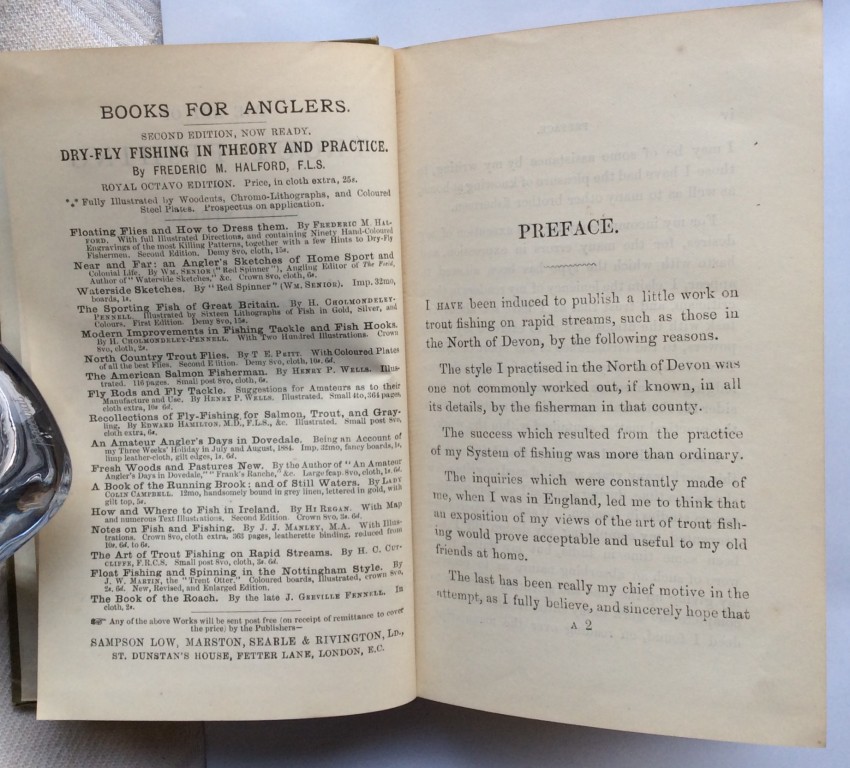 BOOKS FOR ANGLERS.
SECOND EDITION, NOW READY.
DRY-FLY FISHING IN THEORY AND PRACTICE.
By FREDERIC M. HALFORD, F.L.S.
ROYAL OCTAVO EDITION. Price, in cloth extra, 25s.
*⁎* Fully Illustrated by Woodcuts, Chromo-Lithographs, and Coloured
Steel Plates. Prospectus on application.
Floating Flies and How to Dress them. By FREDERIC M. HAL-
FORD. With full Illustrated Directions, and containing Ninety Hand-Coloured
Engravings of the most Killing Patterns, together with a few Hints to Dry-Fly
Fishermen. Second Edition. Demy 8vo, cloth, 15s.
Near and Far: an Angler's Sketches of Home Sport and
Colonial Life. By WM. SENIOR ("Red Spinner"), Angling Editor of The Field,
Author of "Waterside Sketches," &c. Crown 8vo, cloth, 6s.
Waterside Sketches. By "Red Spinner" (WM. SENIOR). Imp. 32mo,
boards, 1s.
The Sporting Fish of Great Britain. By H. CHOLMONDELEY-
PENNELL. Illustrated by Sixteen Lithographs of Fish in Gold, Silver, and
Colours. First Edition. Demy 8vo, 15s.
Modern Improvements in Fishing Tackle and Fish Hooks.
By H. CHOLMONDELEY-PENNELL. With Two Hundred Illustrations. Crown
8vo, cloth, 2s.
North Country Trout Flies. By T. E. PRITT. With Coloured Plates
of all the best Flies. Second Edition. Demy 8vo, cloth, 10s. 6d.
The American Salmon Fisherman. By HENRY P. WELLS. Illus-
trated. 116 pages. Small post 8vo, cloth, 6s.
Fly Rods and Fly Tackle. Suggestions for Amateurs as to their
Manufacture and Use. By HENRY P. WELLS. Illustrated. Small 4to, 364 pages,
cloth extra, 10s 6d.
Recollections of Fly-Fishing for Salmon, Trout, and Gray-
ling. By EDWARD HAMILTON, M.D., F.L.S., &c. Illustrated. Small post 8vo,
cloth extra, 6s.
An Amateur Angler's Days in Dovedale. Being an Account of
my Three Weeks' Holiday in July and August, 1884. Imp. 32mo, fancy boards, 1s.
limp leather-cloth, gilt edges, 1s. 6d.
Fresh Woods and Pastures New. By the Author of "An Amateur
Angler's Days in Dovedale," "Frank's Ranche," &c. Large fcap. 8vo, cloth, 1s. 6d.
A Book of the Running Brook: and of Still Waters. By LADY
COLIN CAMPBELL. 12mo, handsomely bound in grey linen, lettered in gold, with
gilt top, 5s.
How and Where to Fish in Ireland. By HI REGAN. With Map
and numerous Text Illustrations. Second Edition. Crown 8vo, 3s. 6d.
Notes on Fish and Fishing. By J. J. MANLEY, M.A. With Illus-
trations. Crown 8vo, cloth extra, 363 pages, leatherette binding, reduced from
10s. 6d. to 6s.
The Art of Trout Fishing on Rapid Streams. By H. C. CUT-
CLIFFE, F.R.C.S. Small post 8vo, cloth, 3s. 6d.
Float Fishing and Spinning in the Nottingham Style. By
J. W. MARTIN, the "Trent Otter." Coloured boards, Illustrated, crown 8vo,
2s. 6d. New, Revised, and Enlarged Edition.
The Book of the Roach. By the late J. GREVILLE FENNELL. In
cloth, 2s.
☞ Any of the above Works will be sent post free (on receipt of remittance to cover
the price) by the Publishers—
SAMPSON LOW, MARSTON, SEARLE & RIVINGTON, LD.,
ST. DUNSTAN'S HOUSE, FETTER LANE, LONDON, E.C.
PREFACE.
I HAVE been induced to publish a little work on
trout fishing on rapid streams, such as those in
the North of Devon, by the following reasons.
The style I practised in the North of Devon was
one not commonly worked out, if known, in all
its details, by the fisherman in that county.
The success which resulted from the practice
of my System of fishing was more than ordinary.
The inquiries which were constantly made of
me, when I was in England, led me to think that
an exposition of my views of the art of trout fish-
ing would prove acceptable and useful to my old
friends at home.
The last has been really my chief motive in the
attempt, as I fully believe, and sincerely hope that
A 2